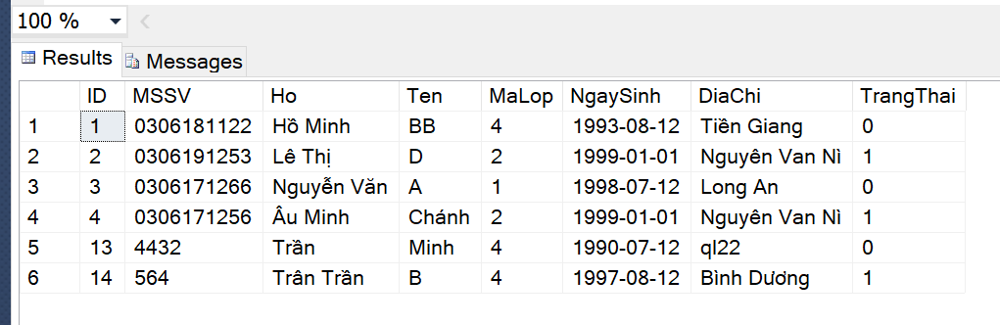 100 %
Results Messages
ID MSSV Ho Ten MaLop NgaySinh DiaChi TrangThai
1 1 0306181122 Hồ Minh BB 4 1993-08-12 Tiền Giang 0
2 2 0306191253 Lê Thị D 2 1999-01-01 Nguyên Van Nì 1
3 3 0306171266 Nguyễn Văn A 1 1998-07-12 Long An 0
4 4 0306171256 Âu Minh Chánh 2 1999-01-01 Nguyên Van Nì 1
5 13 4432 Trần Minh 4 1990-07-12 ql22 0
6 14 564 Trân Trần B 4 1997-08-12 Bình Dương 1